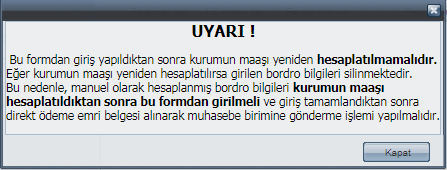 UYARI !
Bu formdan giriş yapıldıktan sonra kurumun maaşı yeniden hesaplatılmamalıdır.
Eğer kurumun maaşı yeniden hesaplatılırsa girilen bordro bilgileri silinmektedir.
Bu nedenle, manuel olarak hesaplanmış bordro bilgileri kurumun maaşı
hesaplatıldıktan sonra bu formdan girilmeli ve giriş tamamlandıktan sonra
direkt ödeme emri belgesi alınarak muhasebe birimine gönderme işlemi yapılmalıdır.
Kapat